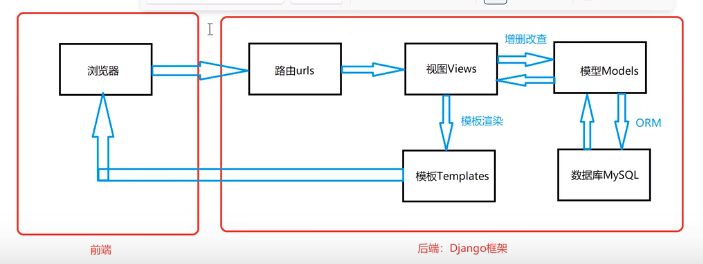 增删改查
浏览器
路由urls
视图Views
模型Models
模板渲染
ORM
模板Templates
数据库MySQL
前端
后端：Django框架